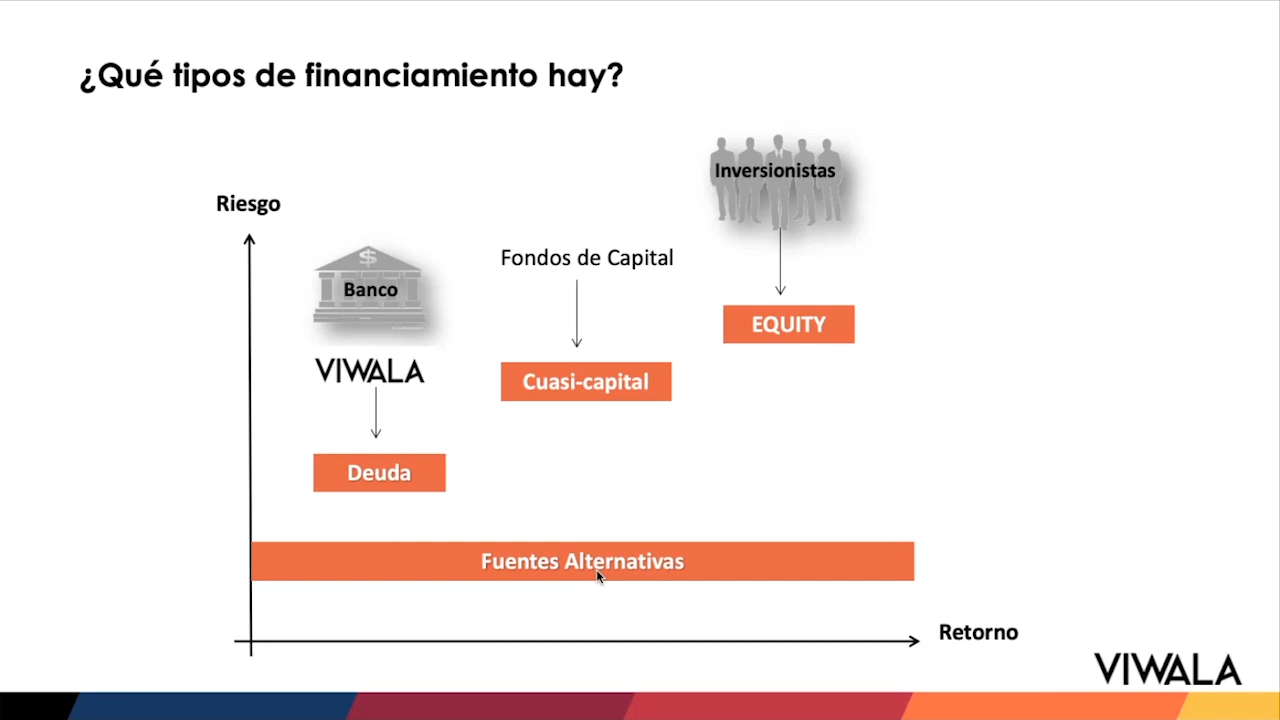 ¿Qué tipos de financiamiento hay?
Inversionistas
Riesgo
Fondos de Capital
$
Banco
EQUITY
VIWALA
Cuasi-capital
Deuda
Fuentes Alternativas
Retorno
VIWALA